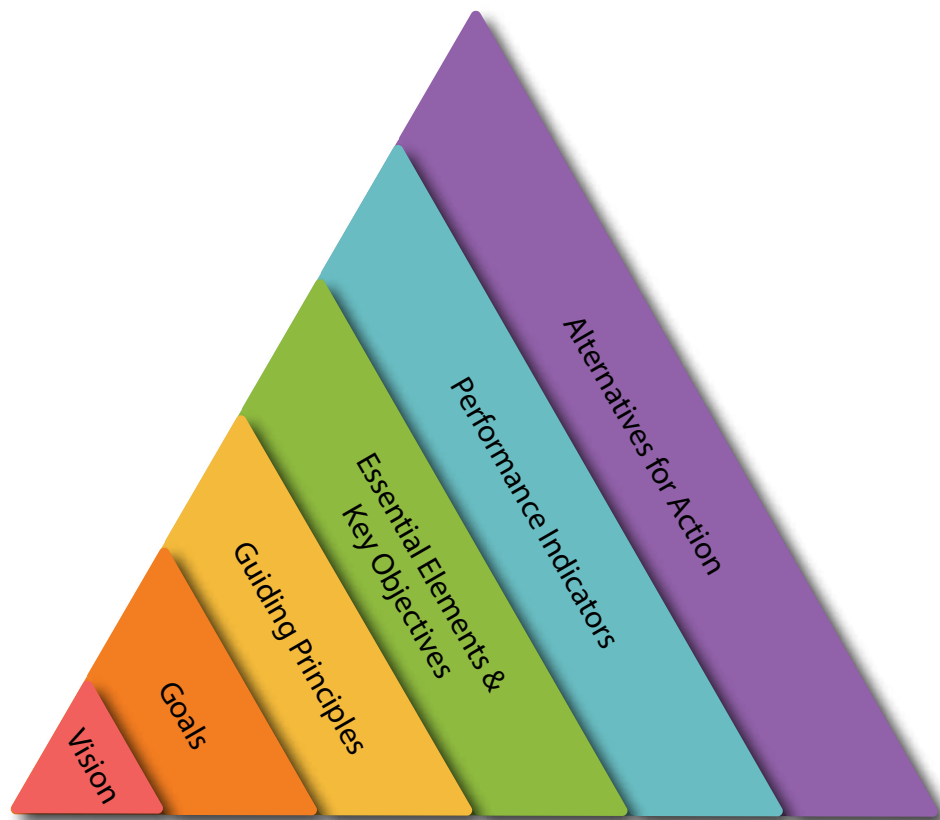 Vision
Goals
Guiding Principles
Essential Elements &
Key Objectives
Performance Indicators
Alternatives for Action